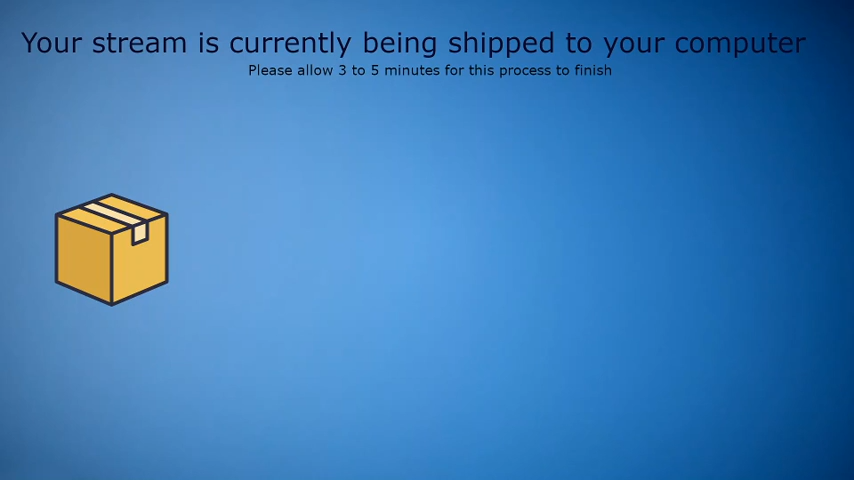 Your stream is currently being shipped to your computer
Please allow 3 to 5 minutes for this process to finish